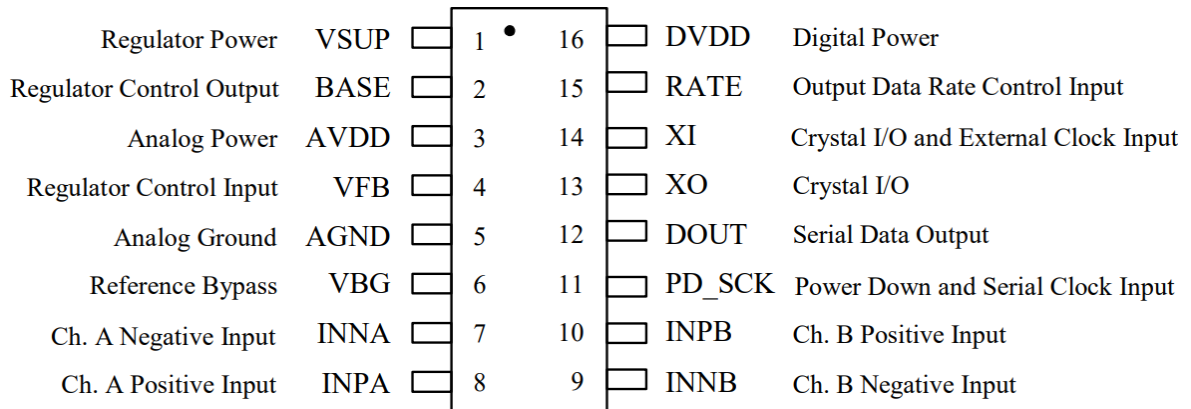 Regulator Power VSUP 1 16 DVDD Digital Power
Regulator Control Output BASE 2 15 RATE Output Data Rate Control Input
Analog Power AVDD 3 14 XI Crystal I/O and External Clock Input
Regulator Control Input VFB 4 13 XO Crystal I/O
Analog Ground AGND 5 12 DOUT Serial Data Output
Reference Bypass VBG 6 11 PD_SCK Power Down and Serial Clock Input
Ch. A Negative Input INNA 7 10 INPB Ch. B Positive Input
Ch. A Positive Input INPA 8 9 INNB Ch. B Negative Input